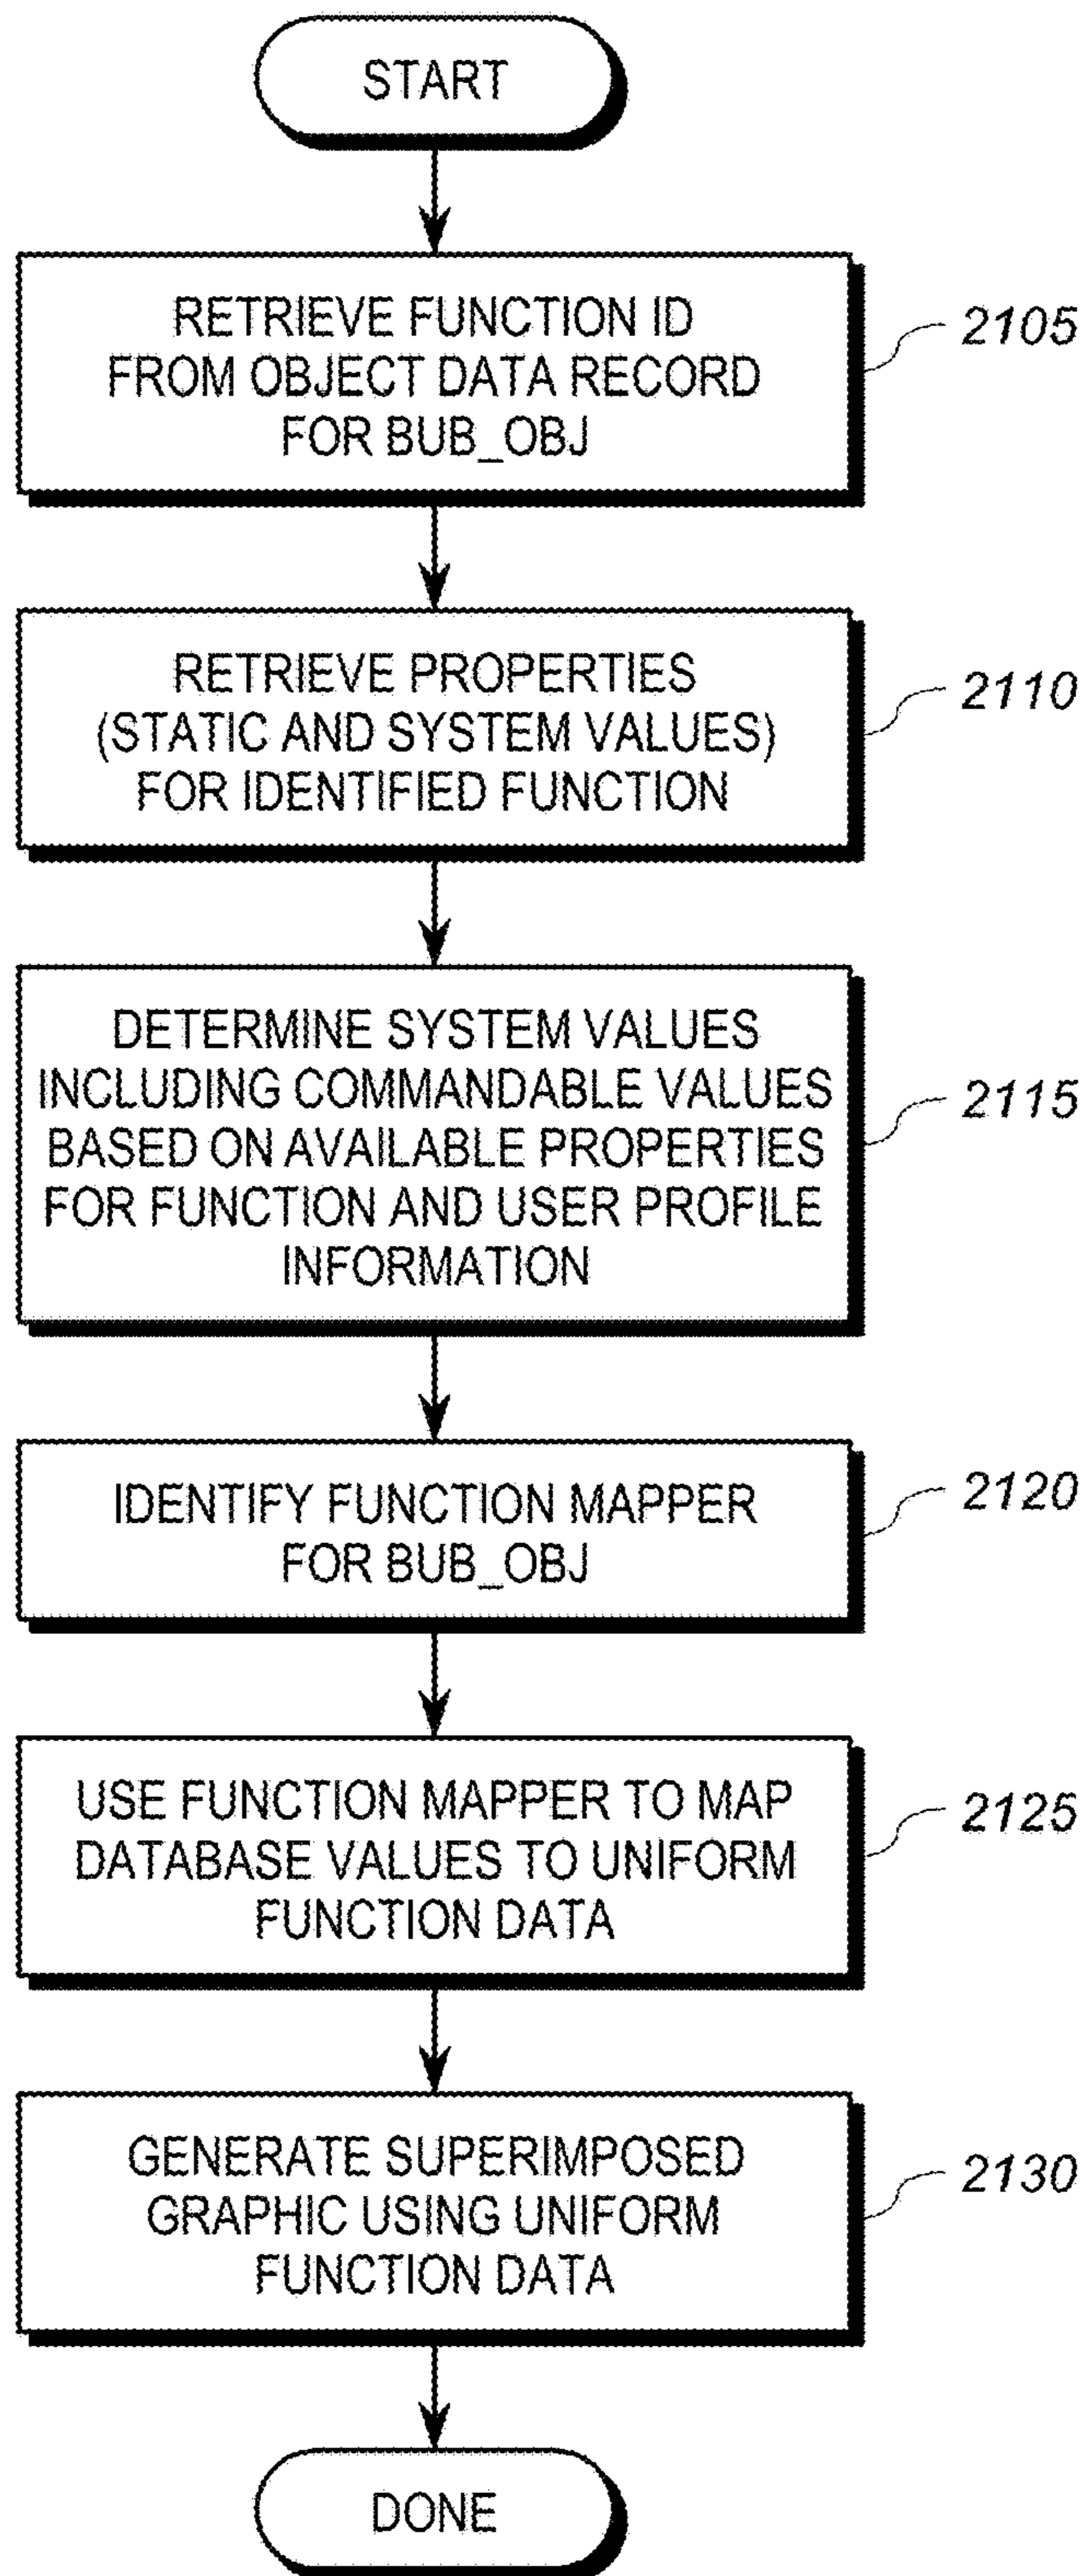 START
RETRIEVE FUNCTION ID
FROM OBJECT DATA RECORD
FOR BUB_OBJ
2105
RETRIEVE PROPERTIES
(STATIC AND SYSTEM VALUES)
FOR IDENTIFIED FUNCTION
2110
DETERMINE SYSTEM VALUES
INCLUDING COMMANDABLE VALUES
BASED ON AVAILABLE PROPERTIES
FOR FUNCTION AND USER PROFILE
INFORMATION
2115
IDENTIFY FUNCTION MAPPER
FOR BUB_OBJ
2120
USE FUNCTION MAPPER TO MAP
DATABASE VALUES TO UNIFORM
FUNCTION DATA
2125
GENERATE SUPERIMPOSED
GRAPHIC USING UNIFORM
FUNCTION DATA
2130
DONE